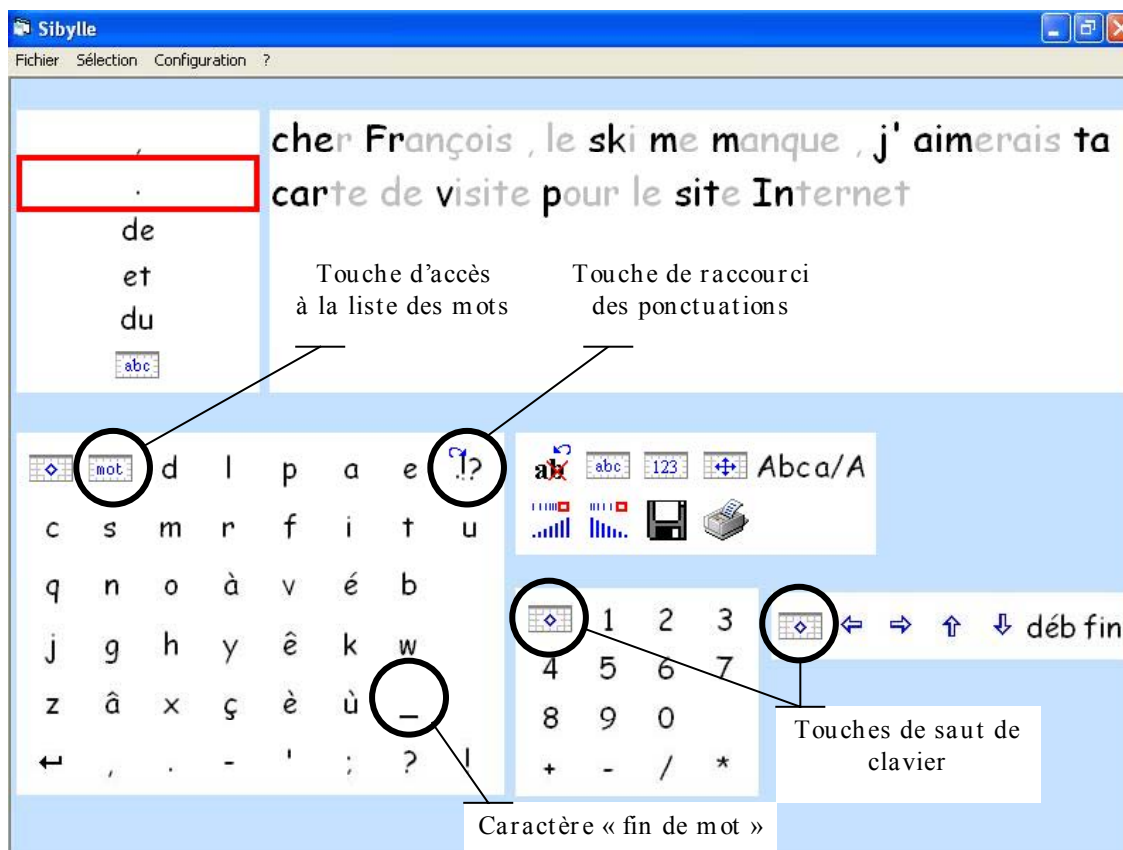 Sibylle
Fichier Sélection Configuration ?
,
.
de
et
du
abc
cher François , le ski me manque , j' aimerais ta
carte de visite pour le site Internet
Touche d'accès
à la liste des mots
Touche de raccourci
des ponctuations
mot d l p a e .!?
c s m r f i t u
q n o à v é b
j g h y ê k w
z â x ç è ù _
↵ , . - ' ; ? !
ab abc 123 Abc a/A
1 2 3
4 5 6 7
8 9 0
+ - / *
⇦ ⇨ ⇧ ⇩ déb fin
Touches de saut de
clavier
Caractère « fin de mot »